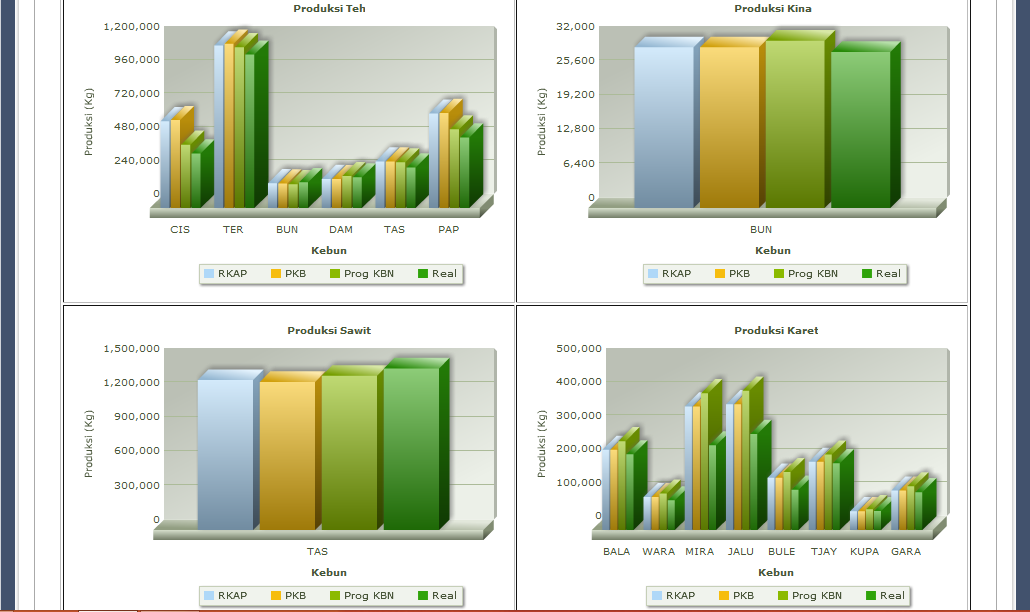 Produksi Teh
1,200,000
960,000
720,000
480,000
240,000
0
Produksi (Kg)
CIS TER BUN DAM TAS PAP
Kebun
RKAP PKB Prog KBN Real
Produksi Kina
32,000
25,600
19,200
12,800
6,400
0
Produksi (Kg)
BUN
Kebun
RKAP PKB Prog KBN Real
Produksi Sawit
1,500,000
1,200,000
900,000
600,000
300,000
0
Produksi (Kg)
TAS
Kebun
RKAP PKB Prog KBN Real
Produksi Karet
500,000
400,000
300,000
200,000
100,000
0
Produksi (Kg)
BALA WARA MIRA JALU BULE TJAY KUPA GARA
Kebun
RKAP PKB Prog KBN Real